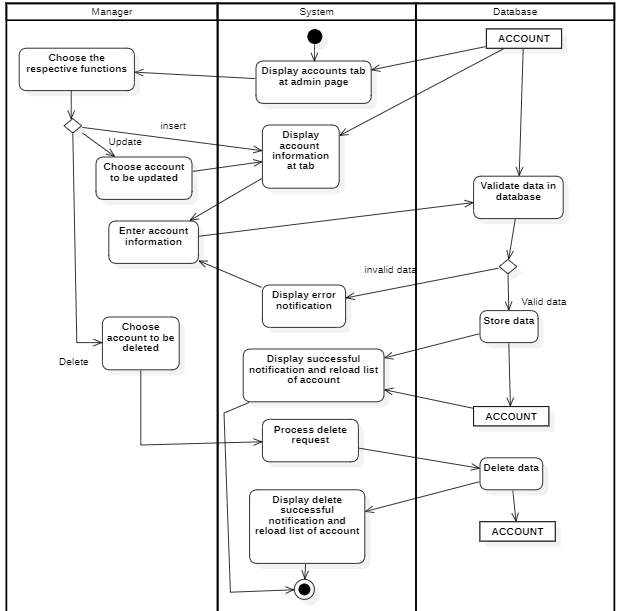 Manager
System
Database
ACCOUNT
Choose the
respective functions
Display accounts tab
at admin page
insert
Update
Display
account
information
at tab
Choose account
to be updated
Validate data in
database
Enter account
information
invalid data
Display error
notification
Valid data
Store data
Choose
account to be
deleted
Delete
Display successful
notification and reload list
of account
ACCOUNT
Process delete
request
Delete data
Display delete
successful
notification and
reload list of account
ACCOUNT